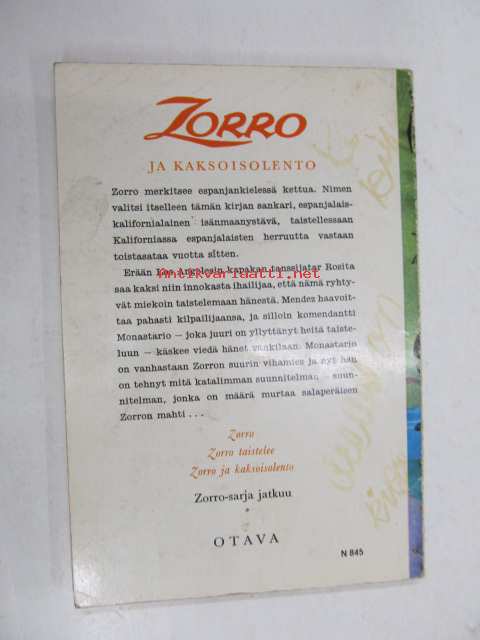 ZORRO
JA KAKSOISOLENTO
Zorro merkitsee espanjankielessä kettua. Nimen
valitsi itselleen tämän kirjan sankari, espanjalais-
kalifornialainen isänmaanystävä, taistellessaan
Kaliforniassa espanjalaisten herruutta vastaan
toistasataa vuotta sitten.
Erään Los Angelesin kapakan tanssijatar Rosita
antikvariaatti.net
saa kaksi niin innokasta ihailijaa, että nämä ryhty-
vät miekoin taistelemaan hänestä. Mendez haavoit-
taa pahasti kilpailijaansa, ja silloin komendantti
Monastario – joka juuri on yllyttänyt heitä taiste-
luun – käskee viedä hänet vankilaan. Monastario
on vanhastaan Zorron suurin vihamies ja nyt hän
on tehnyt mitä katalimman suunnitelman – suun-
nitelman, jonka on määrä murtaa salaperäisen
Zorron mahti . . .
Zorro
Zorro taistelee
Zorro ja kaksoisolento
Zorro-sarja jatkuu
OTAVA
N 845